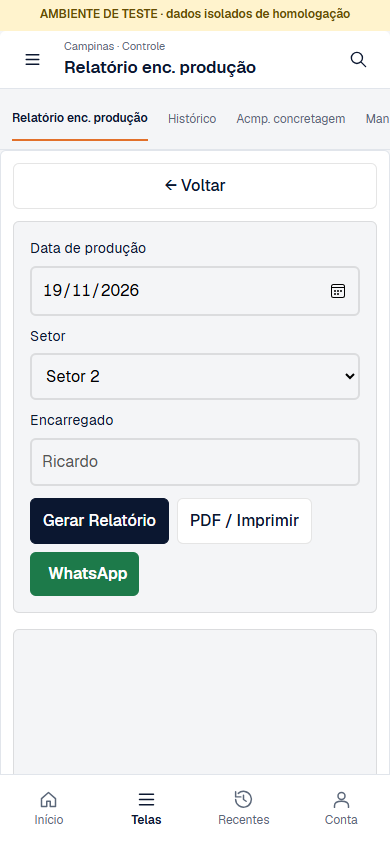 AMBIENTE DE TESTE · dados isolados de homologação
Campinas · Controle
Relatório enc. produção
Relatório enc. produção Histórico Acmp. concretagem Man
← Voltar
Data de produção
19/11/2026
Setor
Setor 2
Encarregado
Ricardo
Gerar Relatório PDF / Imprimir
WhatsApp
Início Telas Recentes Conta